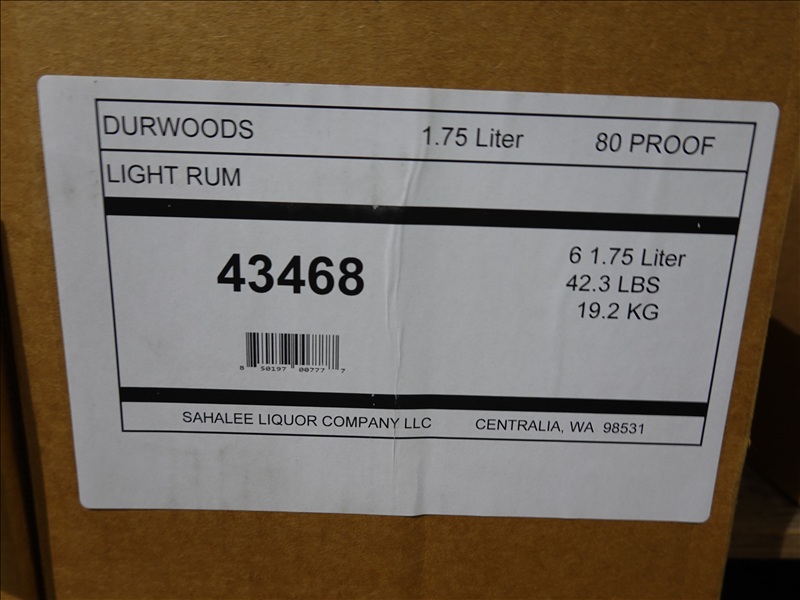 DURWOODS 1.75 Liter 80 PROOF
LIGHT RUM
43468
6 1.75 Liter
42.3 LBS
19.2 KG
8 50197 00777 7
SAHALEE LIQUOR COMPANY LLC CENTRALIA, WA 98531